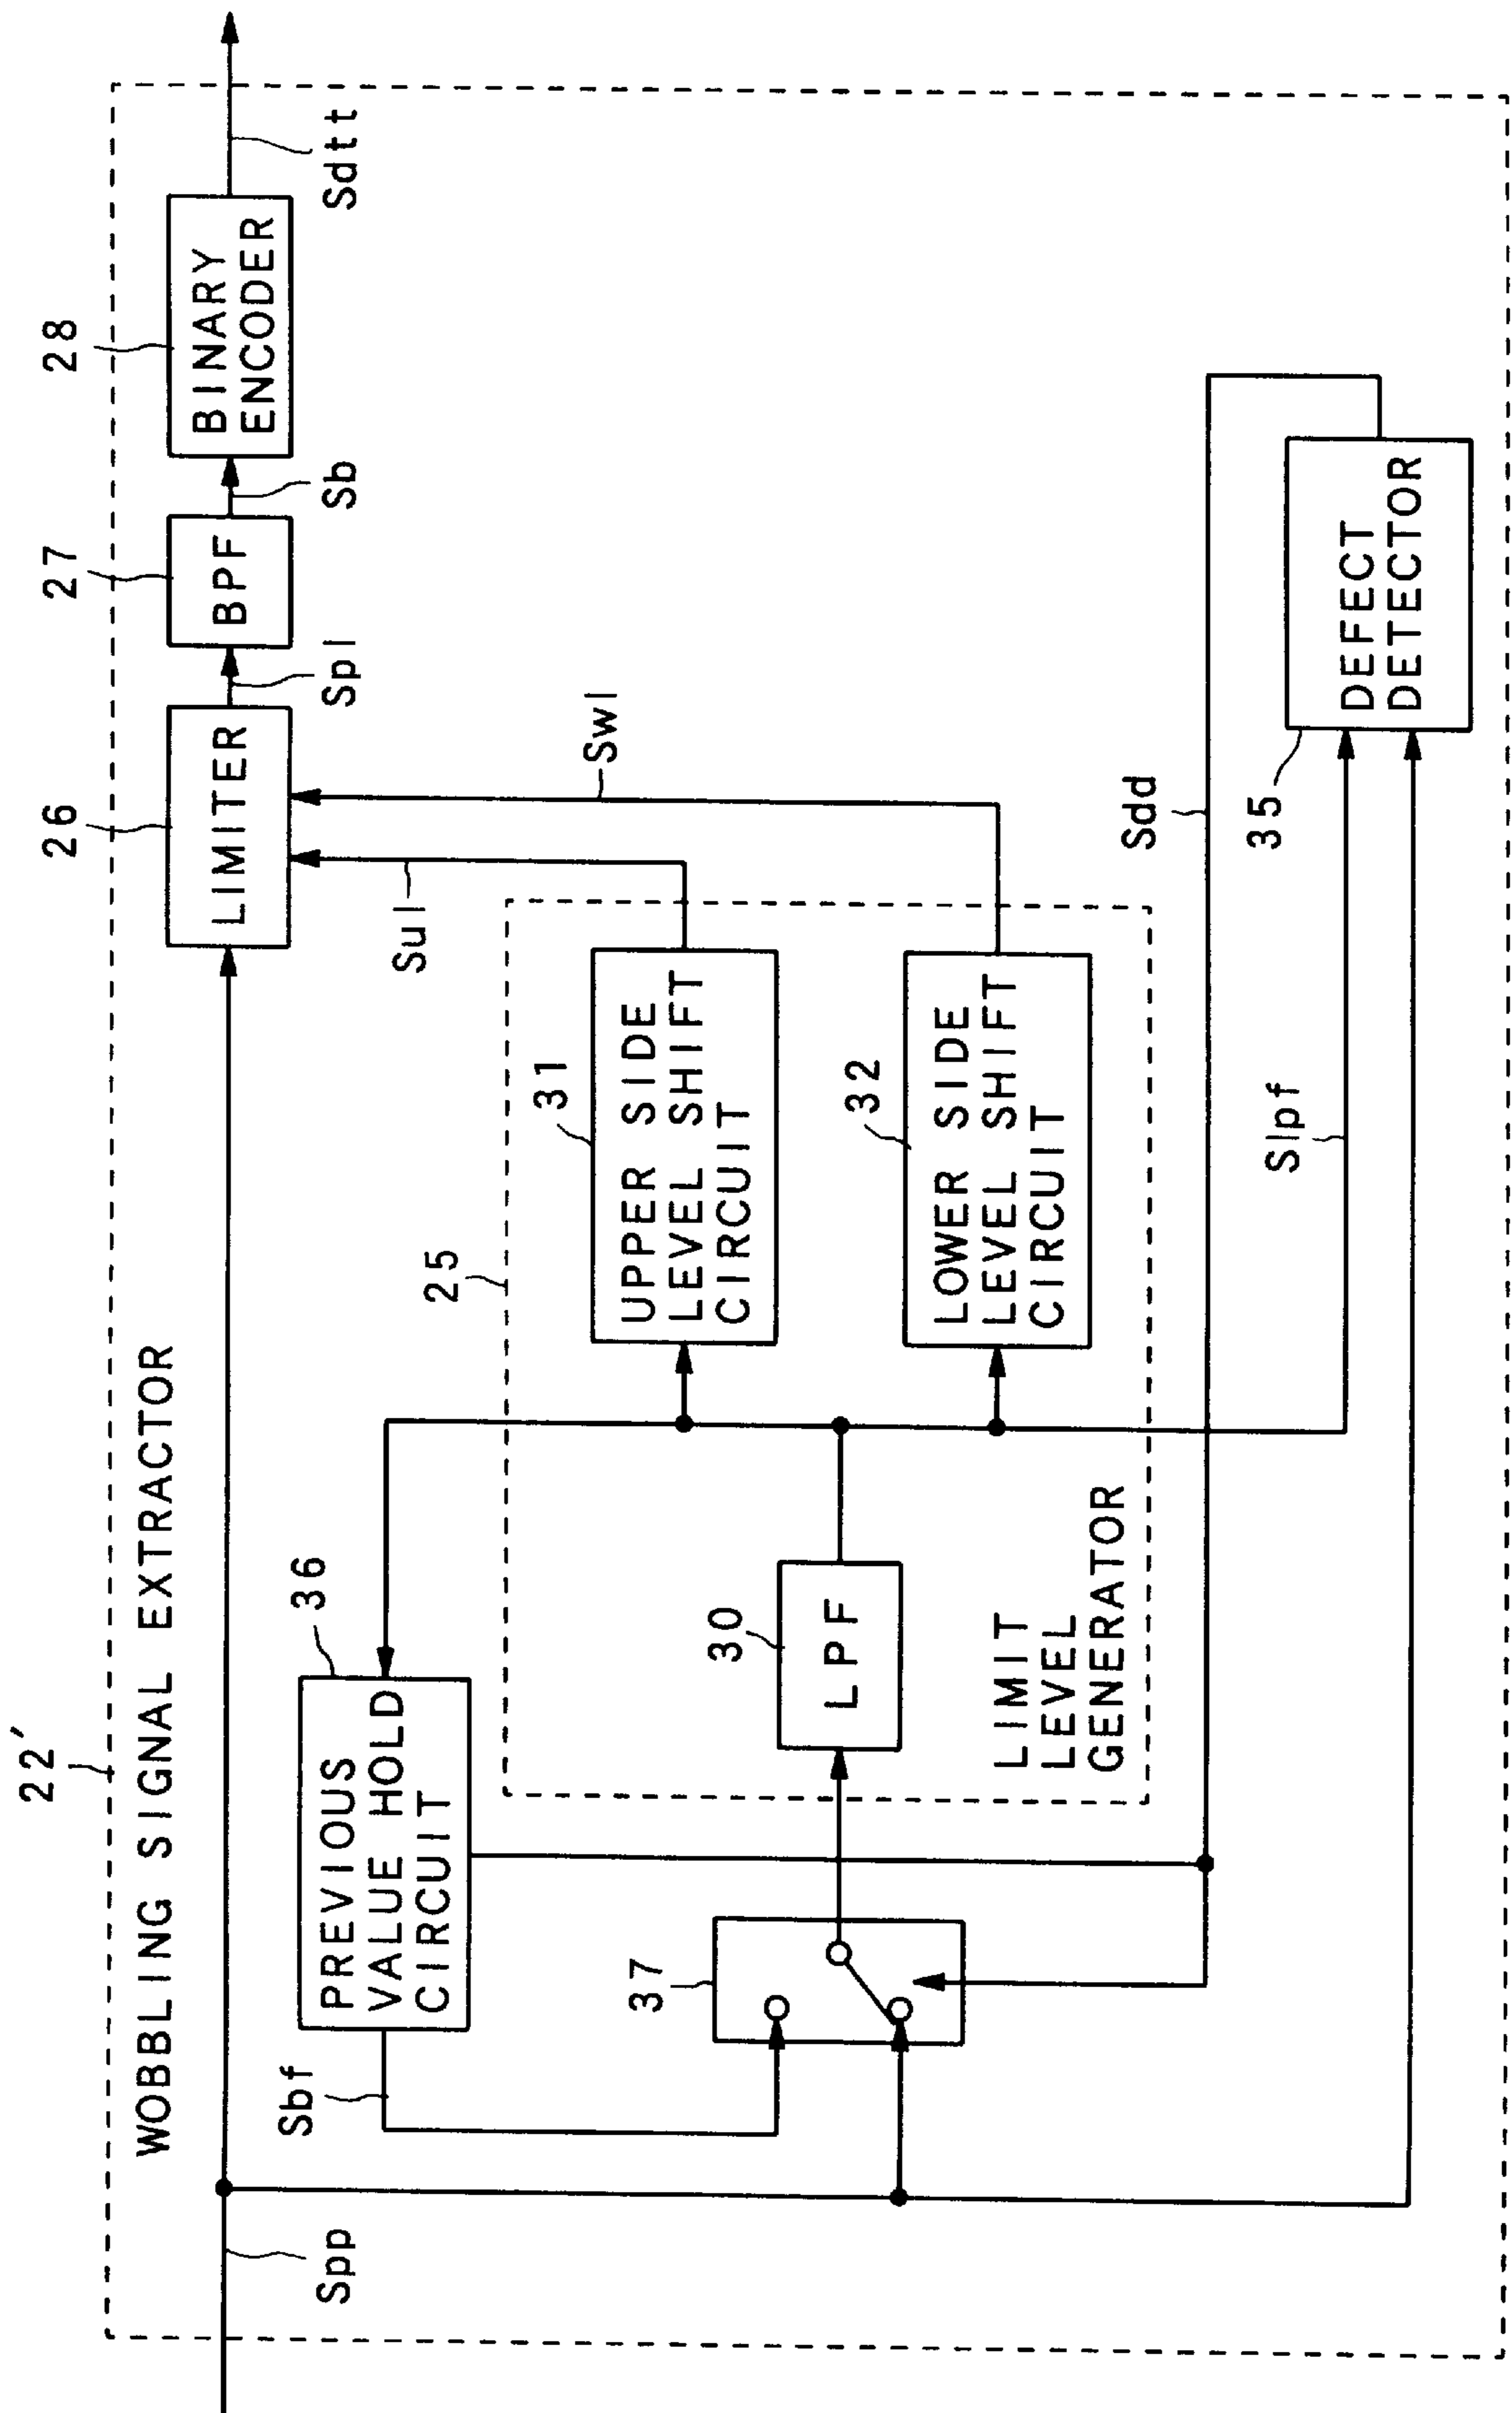 22′
WOBBLING SIGNAL EXTRACTOR
Spp
26
LIMITER
Spl
27
BPF
Sb
28
BINARY
ENCODER
Sdtt
36
PREVIOUS
VALUE HOLD
CIRCUIT
Sbf
37
25
30
LPF
LIMIT
LEVEL
GENERATOR
31
UPPER SIDE
LEVEL SHIFT
CIRCUIT
32
LOWER SIDE
LEVEL SHIFT
CIRCUIT
Sul
Swl
Sdd
Slpf
35
DEFECT
DETECTOR